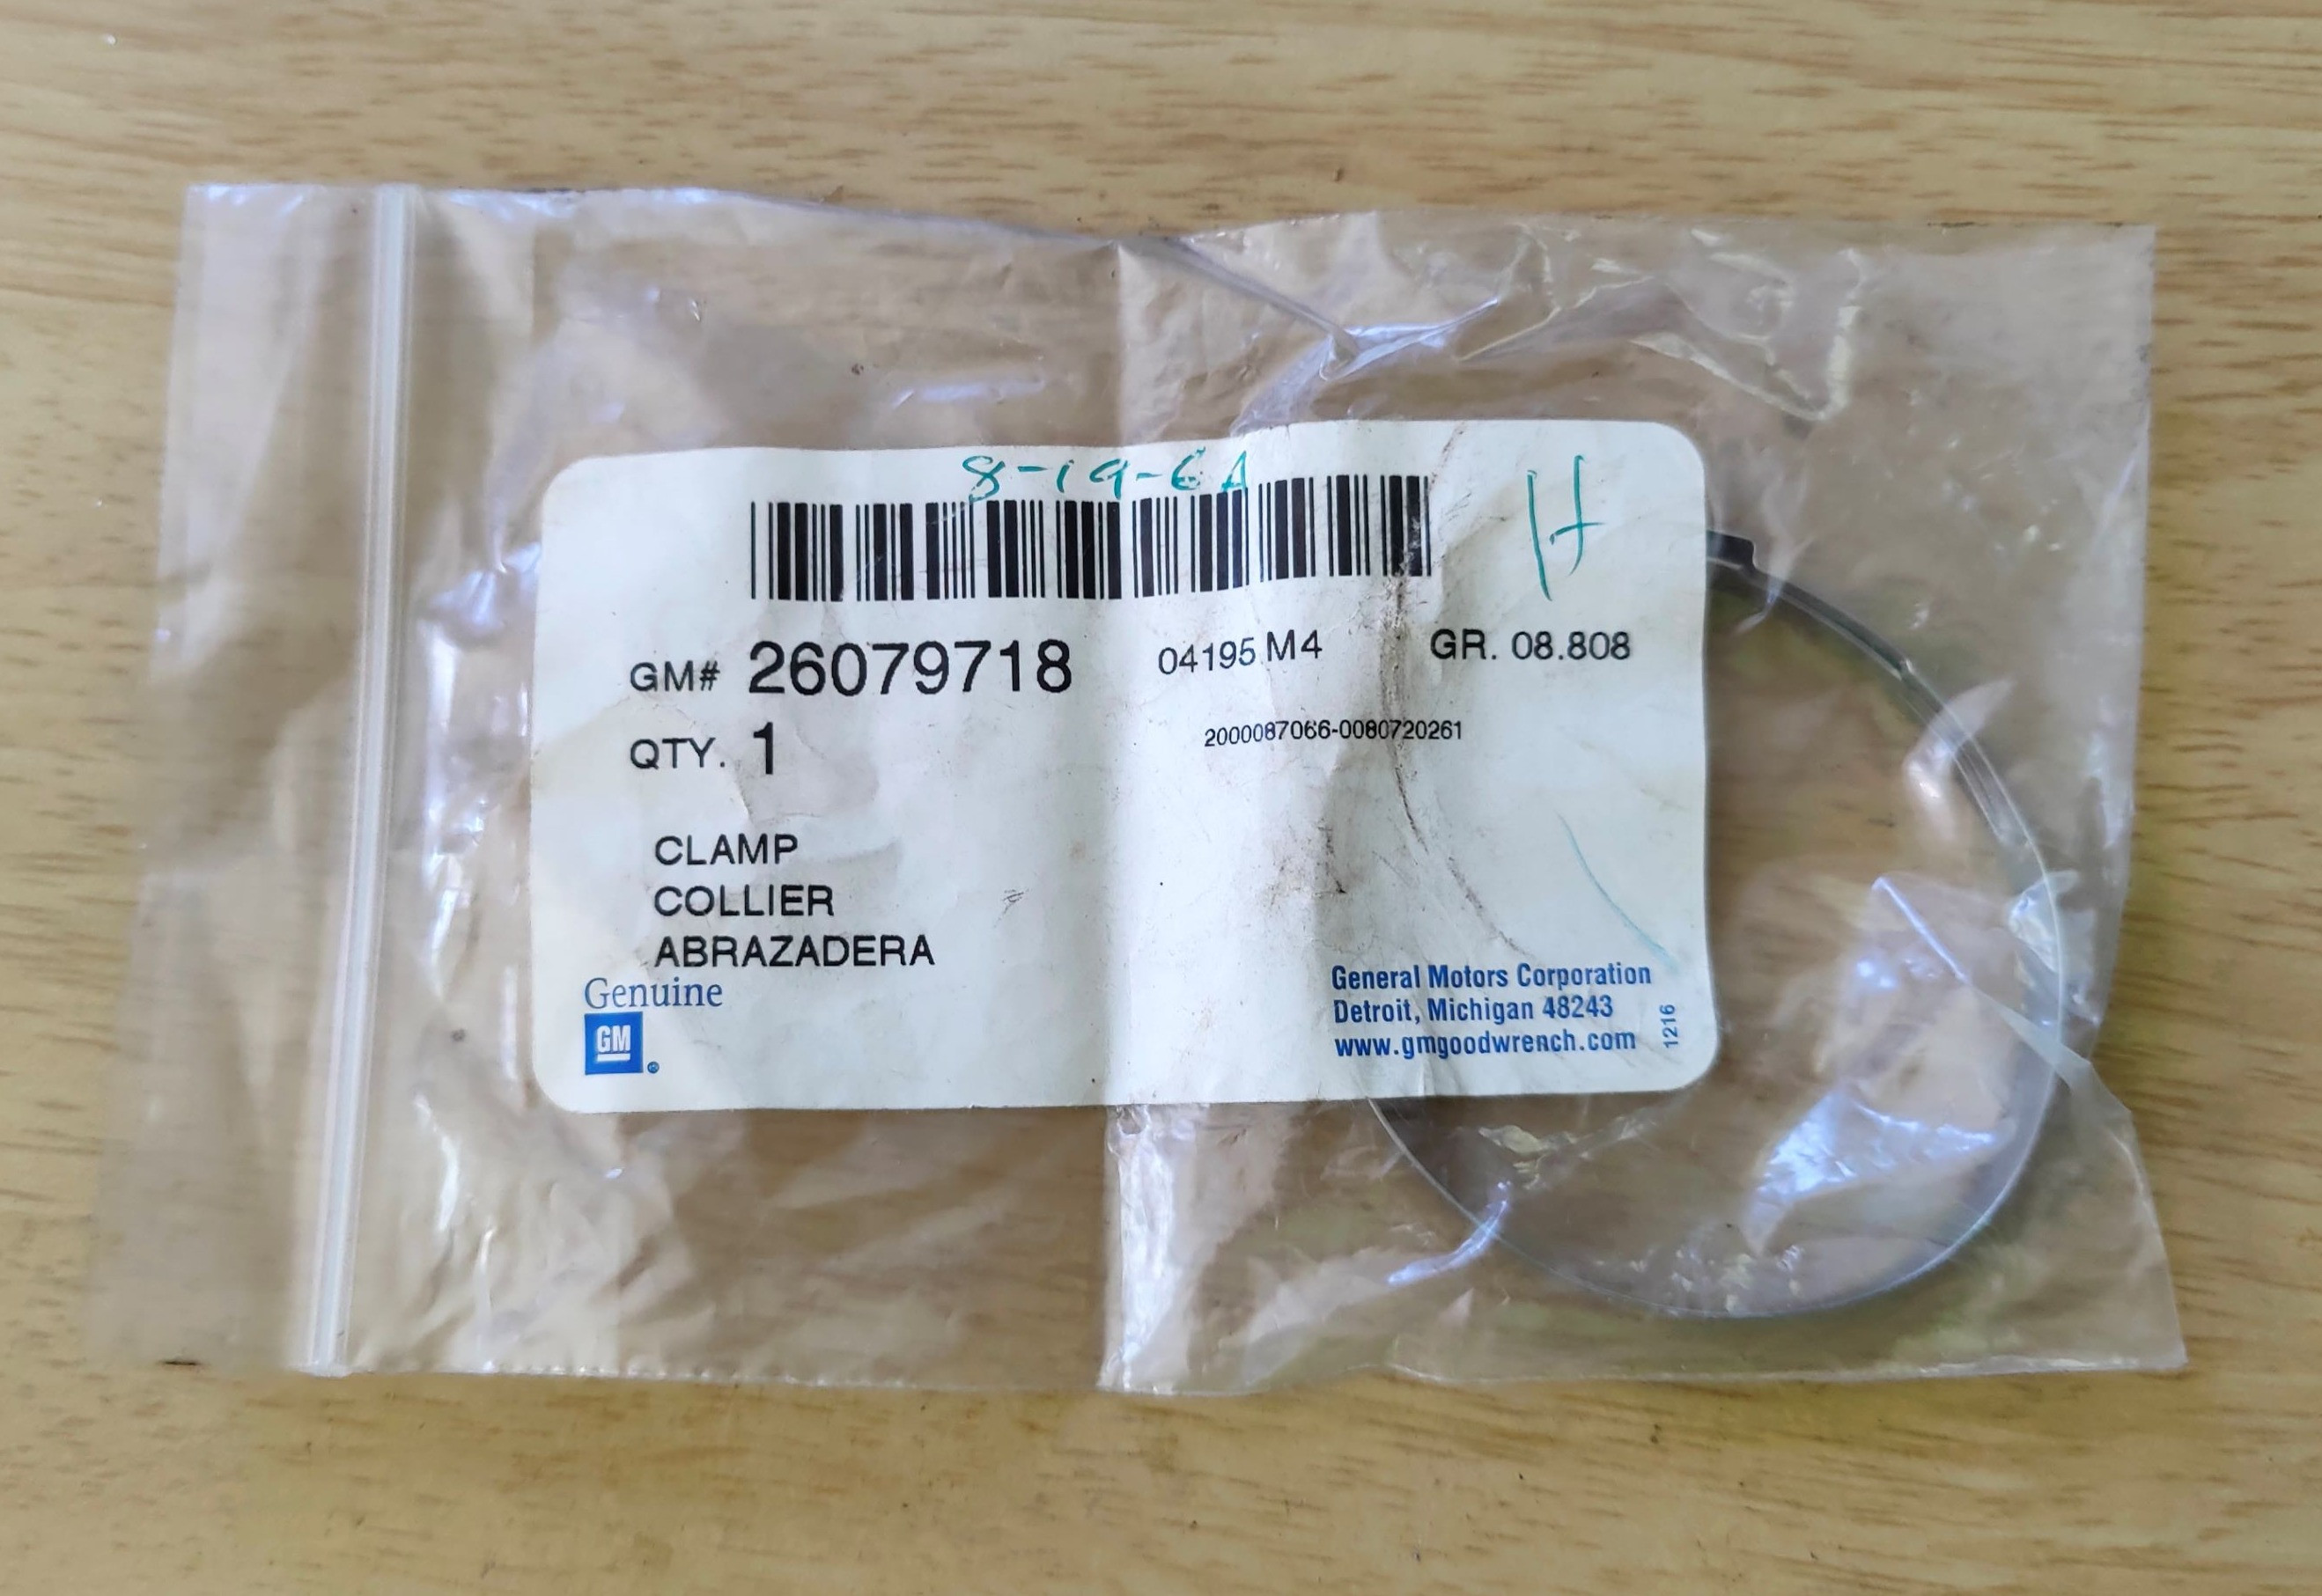 8-19-6A
H
GM# 26079718 04195 M4 GR. 08.808
QTY. 1 2000087066-0080720261
CLAMP
COLLIER
ABRAZADERA
Genuine
GM®
General Motors Corporation
Detroit, Michigan 48243
www.gmgoodwrench.com
1216